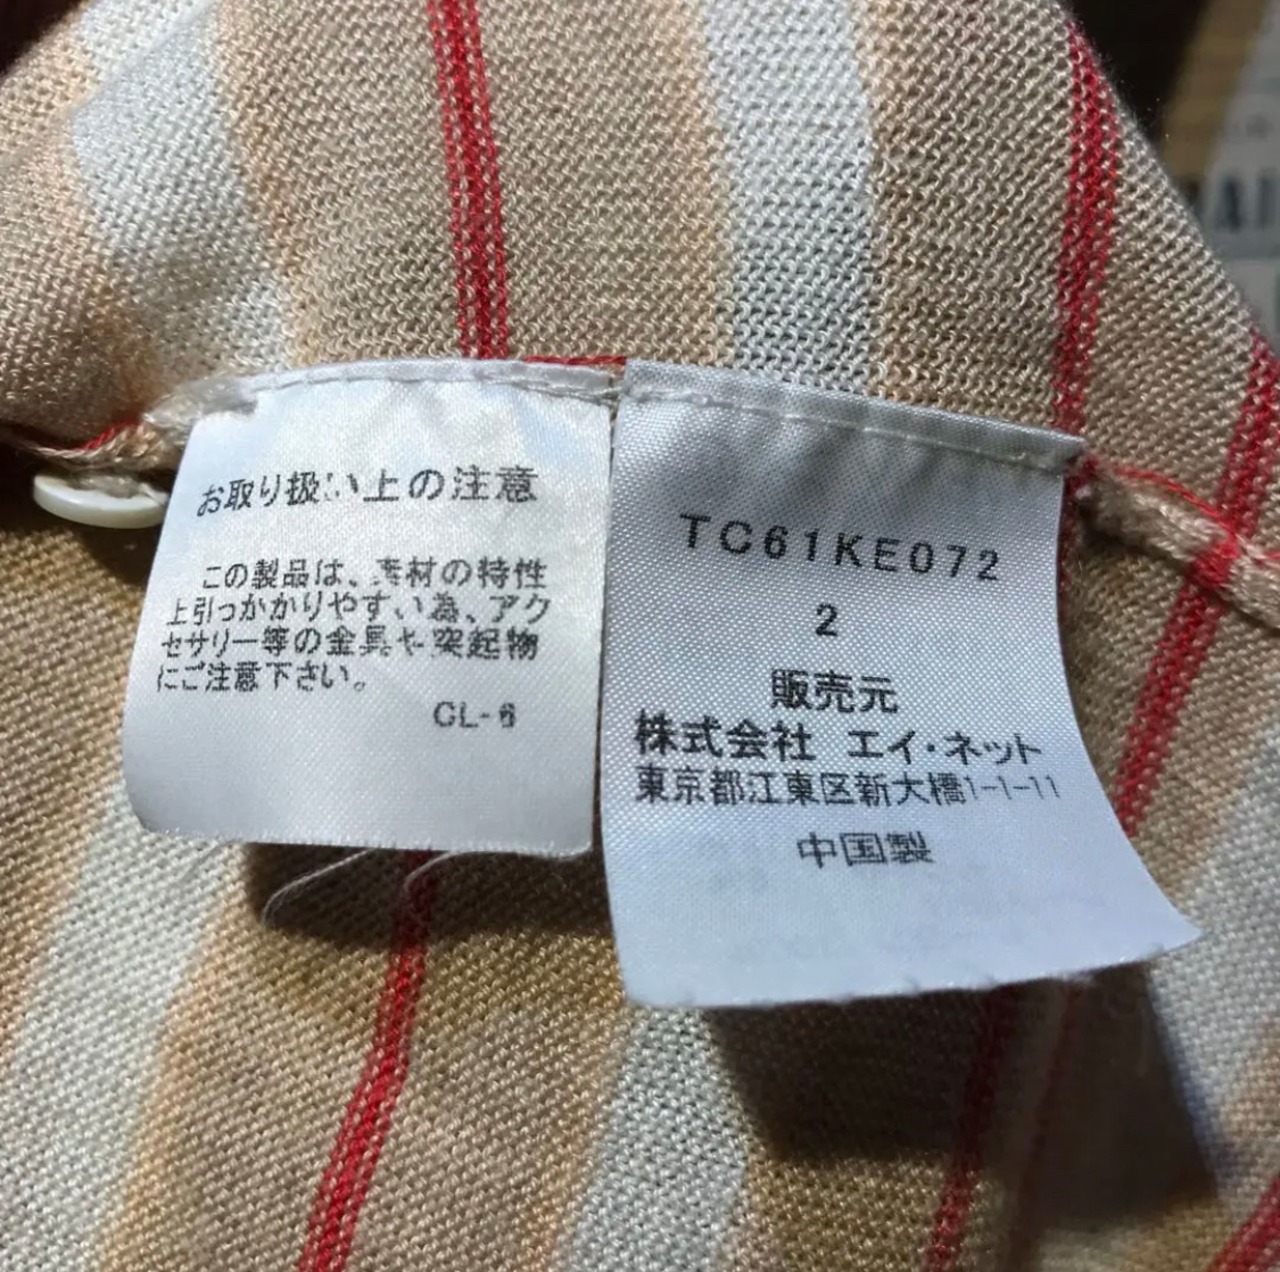 お取り扱い上の注意
この製品は、素材の特性
上引っかかりやすい為、アク
セサリー等の金具や突起物
にご注意下さい。
CL-6
TC61KE072
2
販売元
株式会社 エイ・ネット
東京都江東区新大橋1-1-11
中国製